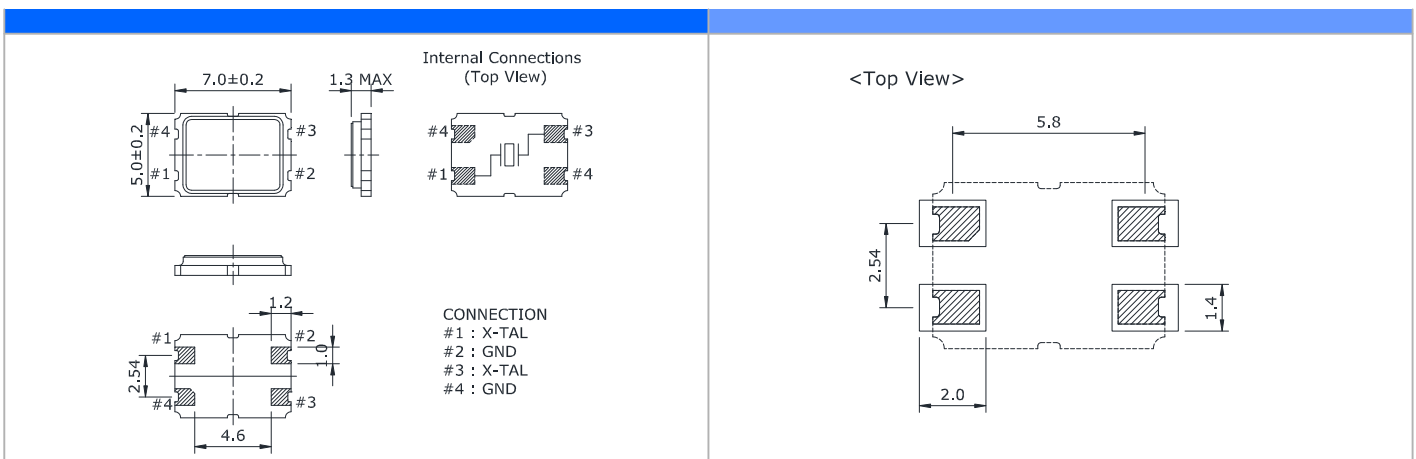 Internal Connections
(Top View)
7.0±0.2
1.3 MAX
5.0±0.2
#4
#3
#1
#2
#4
#3
#1
#4
1.2
#1
#2
1.0
2.54
#4
#3
4.6
CONNECTION
#1 : X-TAL
#2 : GND
#3 : X-TAL
#4 : GND
<Top View>
5.8
2.54
1.4
2.0